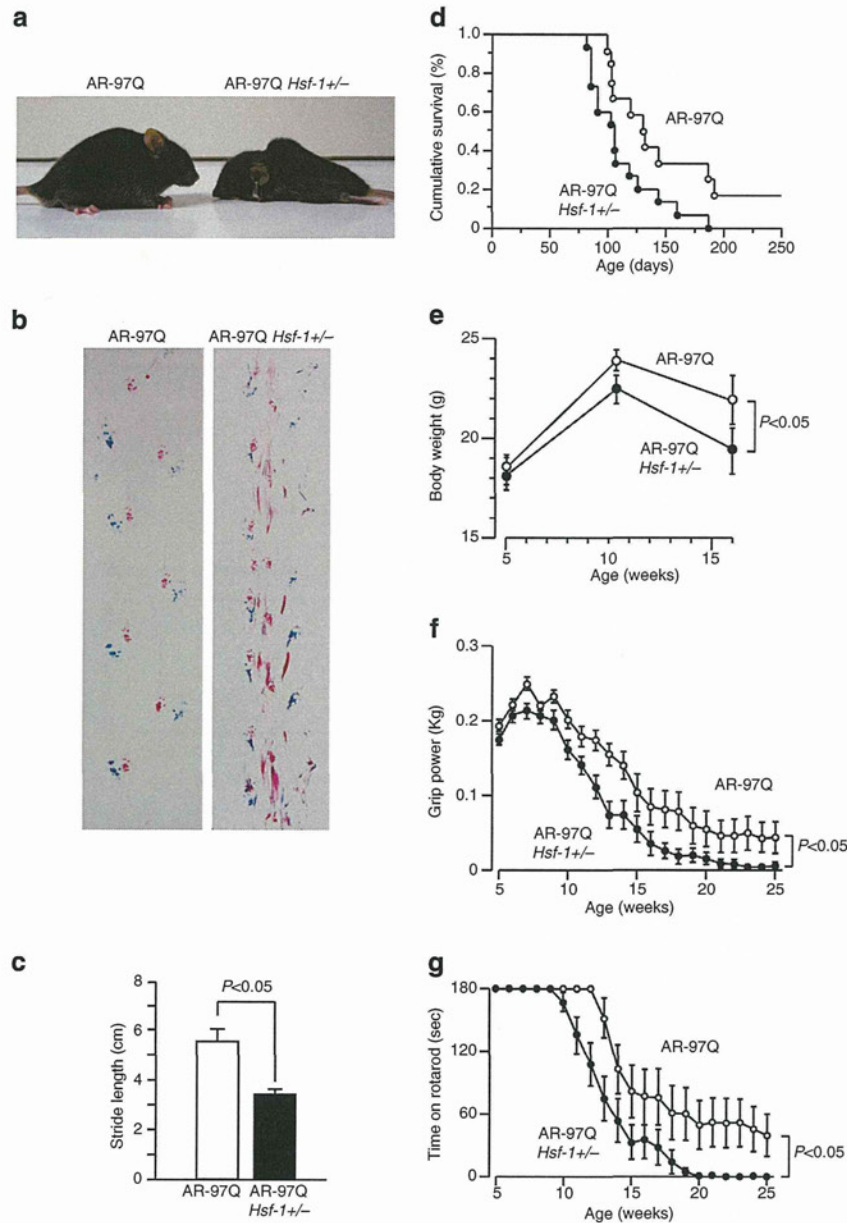 a
AR-97Q
AR-97Q Hsf-1+/–
b
AR-97Q
AR-97Q Hsf-1+/–
c
Stride length (cm)
8
6
4
2
0
P<0.05
AR-97Q
AR-97Q
Hsf-1+/–
d
Cumulative survival (%)
1.0
0.8
0.6
0.4
0.2
0
AR-97Q
AR-97Q
Hsf-1+/–
0
50
100
150
200
250
Age (days)
e
Body weight (g)
25
20
15
AR-97Q
P<0.05
AR-97Q
Hsf-1+/–
5
10
15
Age (weeks)
f
Grip power (Kg)
0.3
0.2
0.1
0
AR-97Q
AR-97Q
Hsf-1+/–
P<0.05
5
10
15
20
25
Age (weeks)
g
Time on rotarod (sec)
180
120
60
0
AR-97Q
AR-97Q
Hsf-1+/–
P<0.05
5
10
15
20
25
Age (weeks)